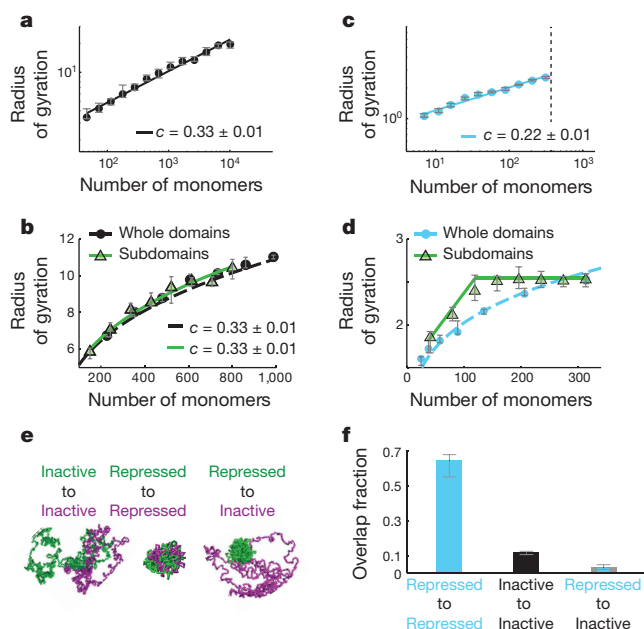 a
Radius
of gyration
10¹
c = 0.33 ± 0.01
10² 10³ 10⁴
Number of monomers
c
Radius
of gyration
10⁰
c = 0.22 ± 0.01
10¹ 10² 10³
Number of monomers
b
Whole domains
Subdomains
Radius
of gyration
12
10
8
6
c = 0.33 ± 0.01
c = 0.33 ± 0.01
200 400 600 800 1,000
Number of monomers
d
Whole domains
Subdomains
Radius
of gyration
3
2
0 100 200 300
Number of monomers
e
Inactive
to
Inactive
Repressed
to
Repressed
Repressed
to
Inactive
f
Overlap fraction
0.7
0.5
0.3
0.1
0
Repressed
to
Repressed
Inactive
to
Inactive
Repressed
to
Inactive